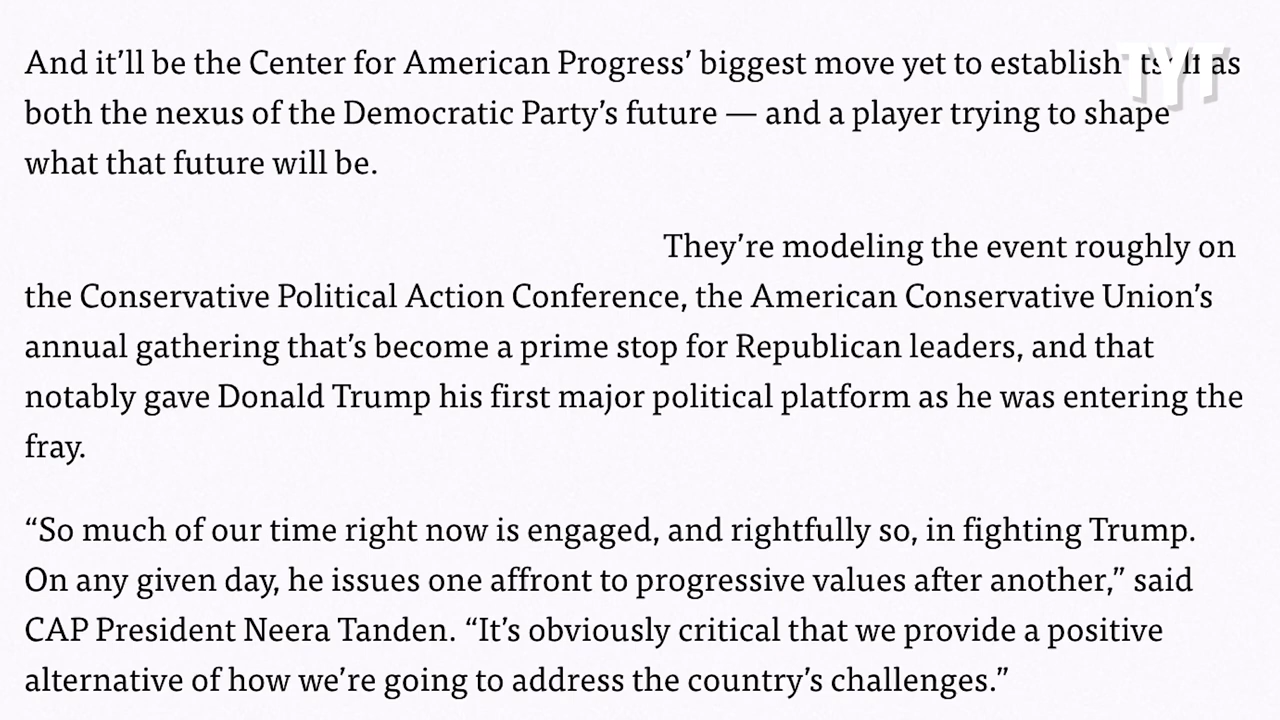 And it’ll be the Center for American Progress’ biggest move yet to establish itself as
TYT
both the nexus of the Democratic Party’s future — and a player trying to shape
what that future will be.
They’re modeling the event roughly on
the Conservative Political Action Conference, the American Conservative Union’s
annual gathering that’s become a prime stop for Republican leaders, and that
notably gave Donald Trump his first major political platform as he was entering the
fray.
“So much of our time right now is engaged, and rightfully so, in fighting Trump.
On any given day, he issues one affront to progressive values after another,” said
CAP President Neera Tanden. “It’s obviously critical that we provide a positive
alternative of how we’re going to address the country’s challenges.”